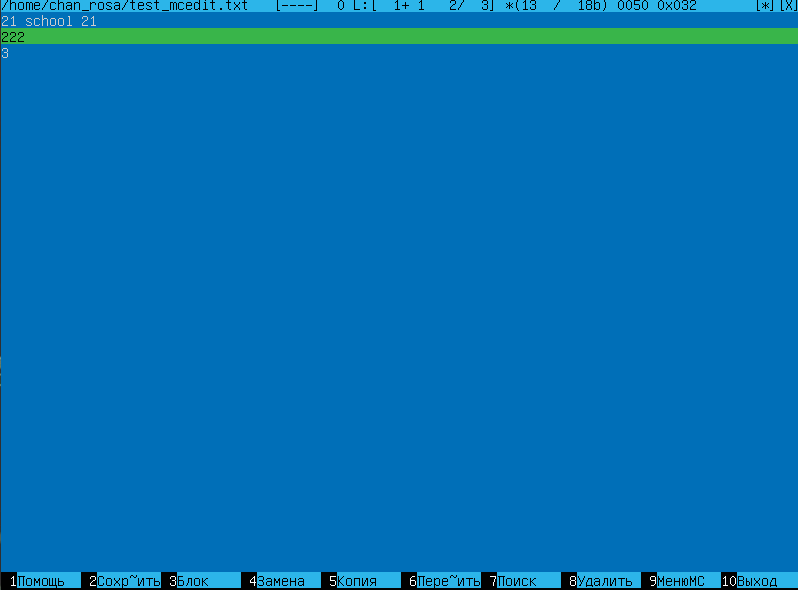 /home/chan_rosa/test_mcedit.txt   [----]  0 L:[  1+ 1   2/  3] *(13  /  18b) 0050 0x032       [*][X]
21 school 21
222
3
1Помощь  2Сохр~ить 3Блок  4Замена  5Копия  6Пере~ить 7Поиск  8Удалить  9МенюМС  10Выход